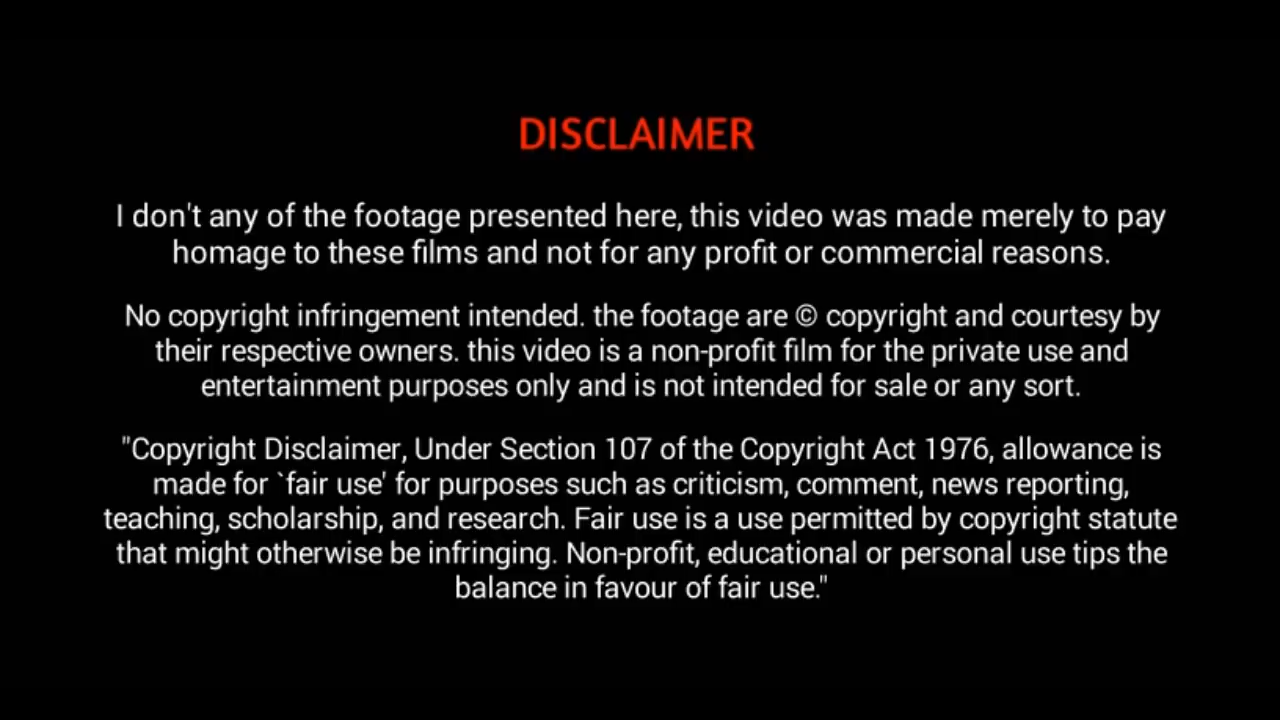 DISCLAIMER
I don't any of the footage presented here, this video was made merely to pay
homage to these films and not for any profit or commercial reasons.
No copyright infringement intended. the footage are © copyright and courtesy by
their respective owners. this video is a non-profit film for the private use and
entertainment purposes only and is not intended for sale or any sort.
"Copyright Disclaimer, Under Section 107 of the Copyright Act 1976, allowance is
made for `fair use' for purposes such as criticism, comment, news reporting,
teaching, scholarship, and research. Fair use is a use permitted by copyright statute
that might otherwise be infringing. Non-profit, educational or personal use tips the
balance in favour of fair use."